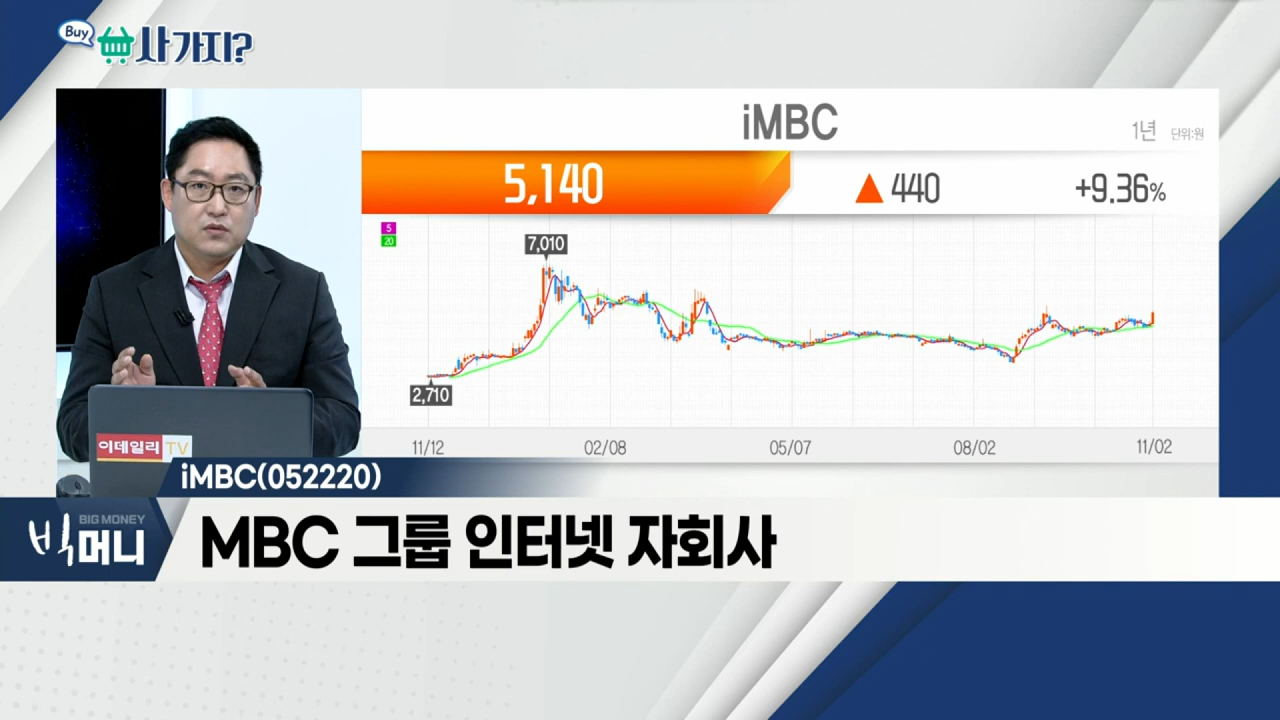 Buy
사가지?
iMBC
1년 단위:원
5,140 ▲ 440 +9.36%
5
20
7,010
2,710
11/12 02/08 05/07 08/02 11/02
이데일리 TV
iMBC(052220)
BIG MONEY
빅머니
MBC 그룹 인터넷 자회사